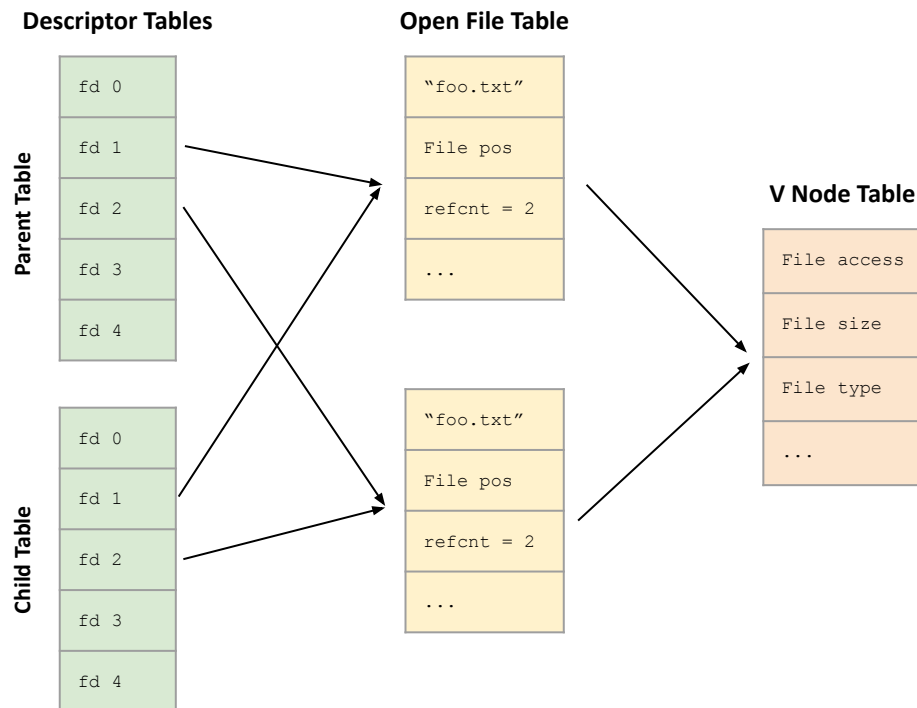 Descriptor Tables
Open File Table
V Node Table
Parent Table
fd 0
fd 1
fd 2
fd 3
fd 4
Child Table
fd 0
fd 1
fd 2
fd 3
fd 4
“foo.txt”
File pos
refcnt = 2
...
“foo.txt”
File pos
refcnt = 2
...
File access
File size
File type
...